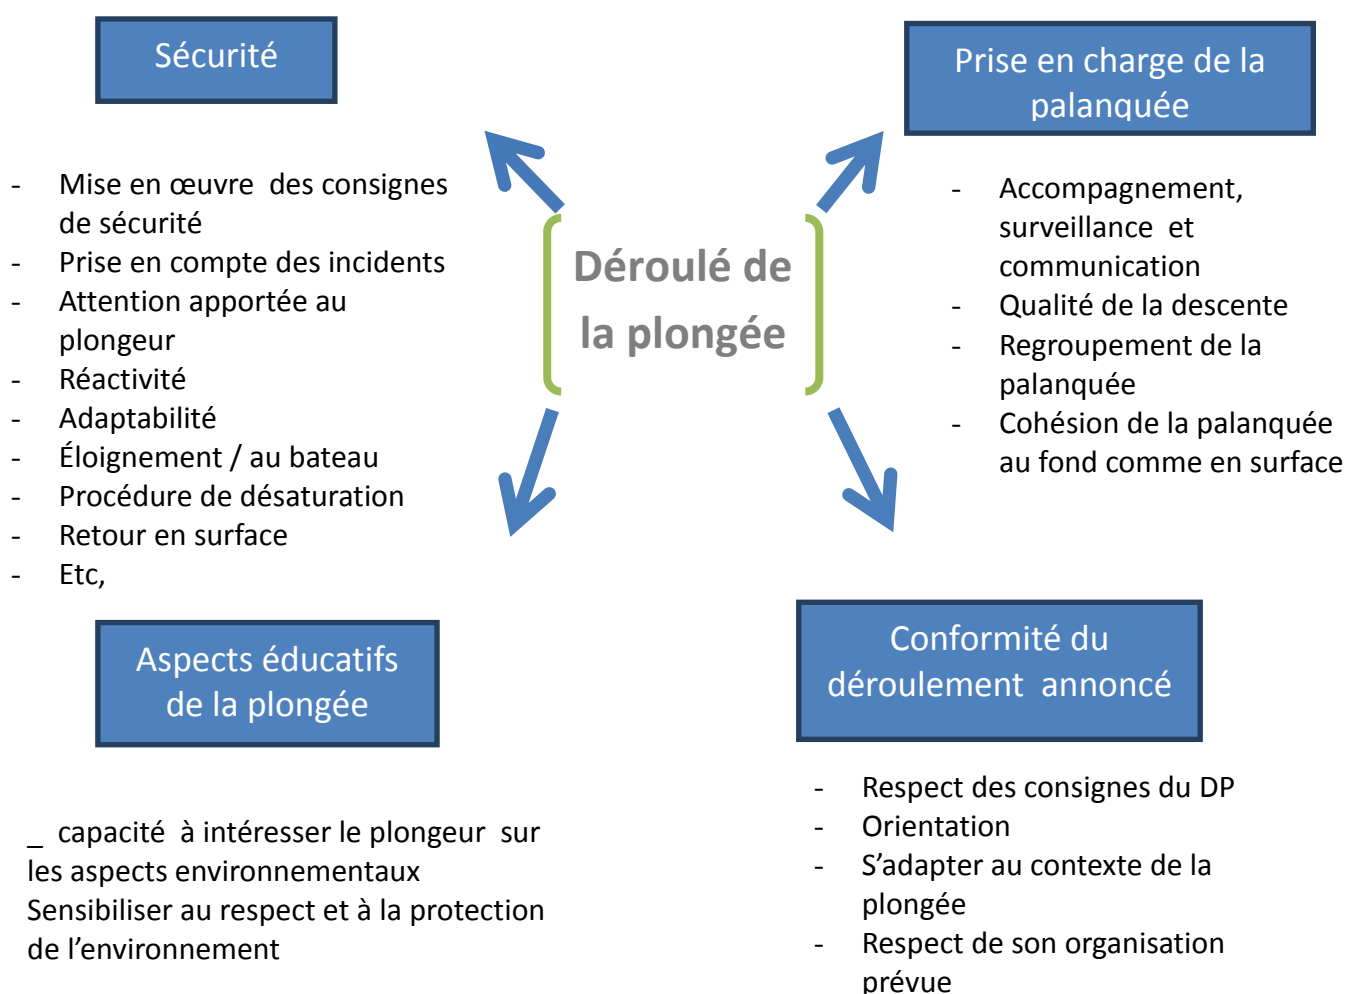 Sécurité
- Mise en œuvre des consignes
de sécurité
- Prise en compte des incidents
- Attention apportée au
plongeur
- Réactivité
- Adaptabilité
- Éloignement / au bateau
- Procédure de désaturation
- Retour en surface
- Etc,
Prise en charge de la
palanquée
- Accompagnement,
surveillance et
communication
- Qualité de la descente
- Regroupement de la
palanquée
- Cohésion de la palanquée
au fond comme en surface
Déroulé de
la plongée
Aspects éducatifs
de la plongée
_ capacité à intéresser le plongeur sur
les aspects environnementaux
Sensibiliser au respect et à la protection
de l’environnement
Conformité du
déroulement annoncé
- Respect des consignes du DP
- Orientation
- S’adapter au contexte de la
plongée
- Respect de son organisation
prévue